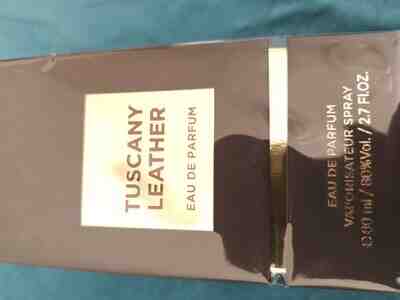 TUSCANY
LEATHER
EAU DE PARFUM
EAU DE PARFUM
VAPORISATEUR SPRAY
80 ml / 80%Vol. / 2.7 FL.OZ.